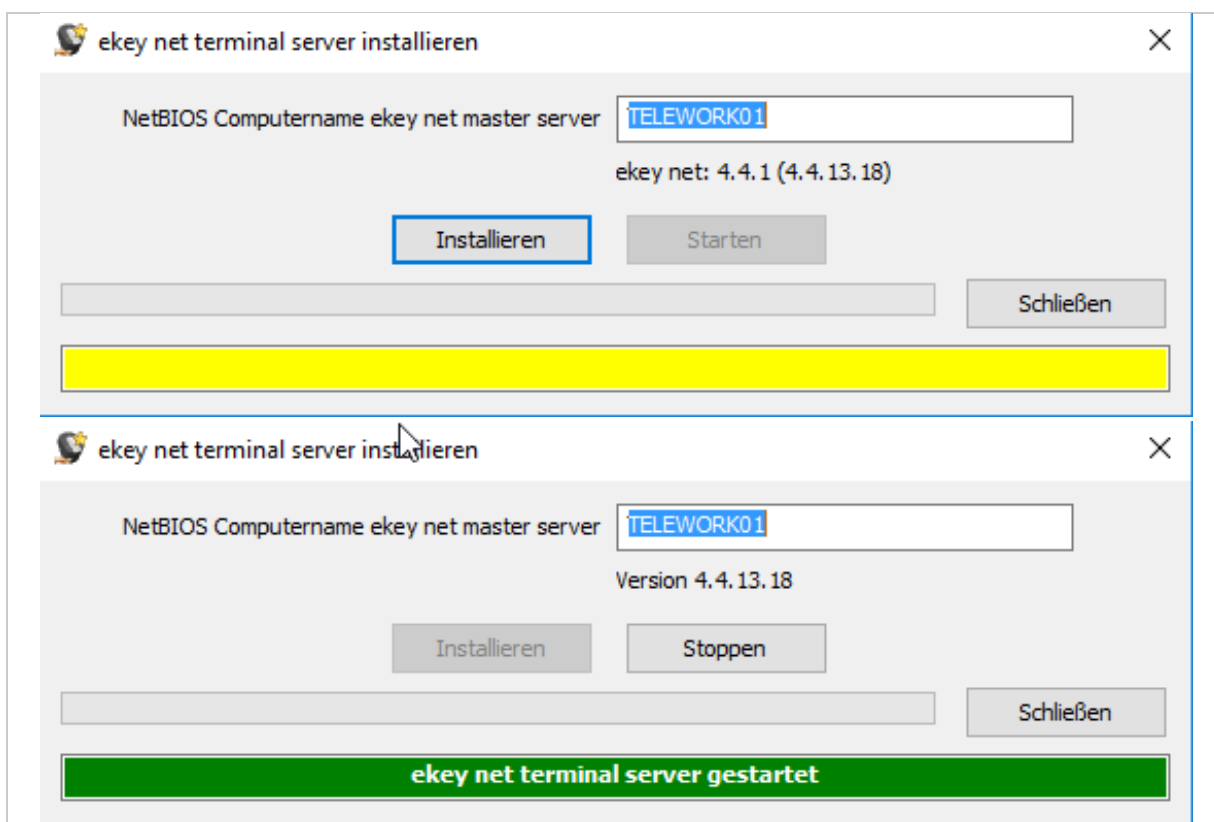 ekey net terminal server installieren
NetBIOS Computername ekey net master server TELEWORK01
ekey net: 4.4.1 (4.4.13.18)
Installieren Starten
Schließen
ekey net terminal server installieren
NetBIOS Computername ekey net master server TELEWORK01
Version 4.4.13.18
Installieren Stoppen
Schließen
ekey net terminal server gestartet